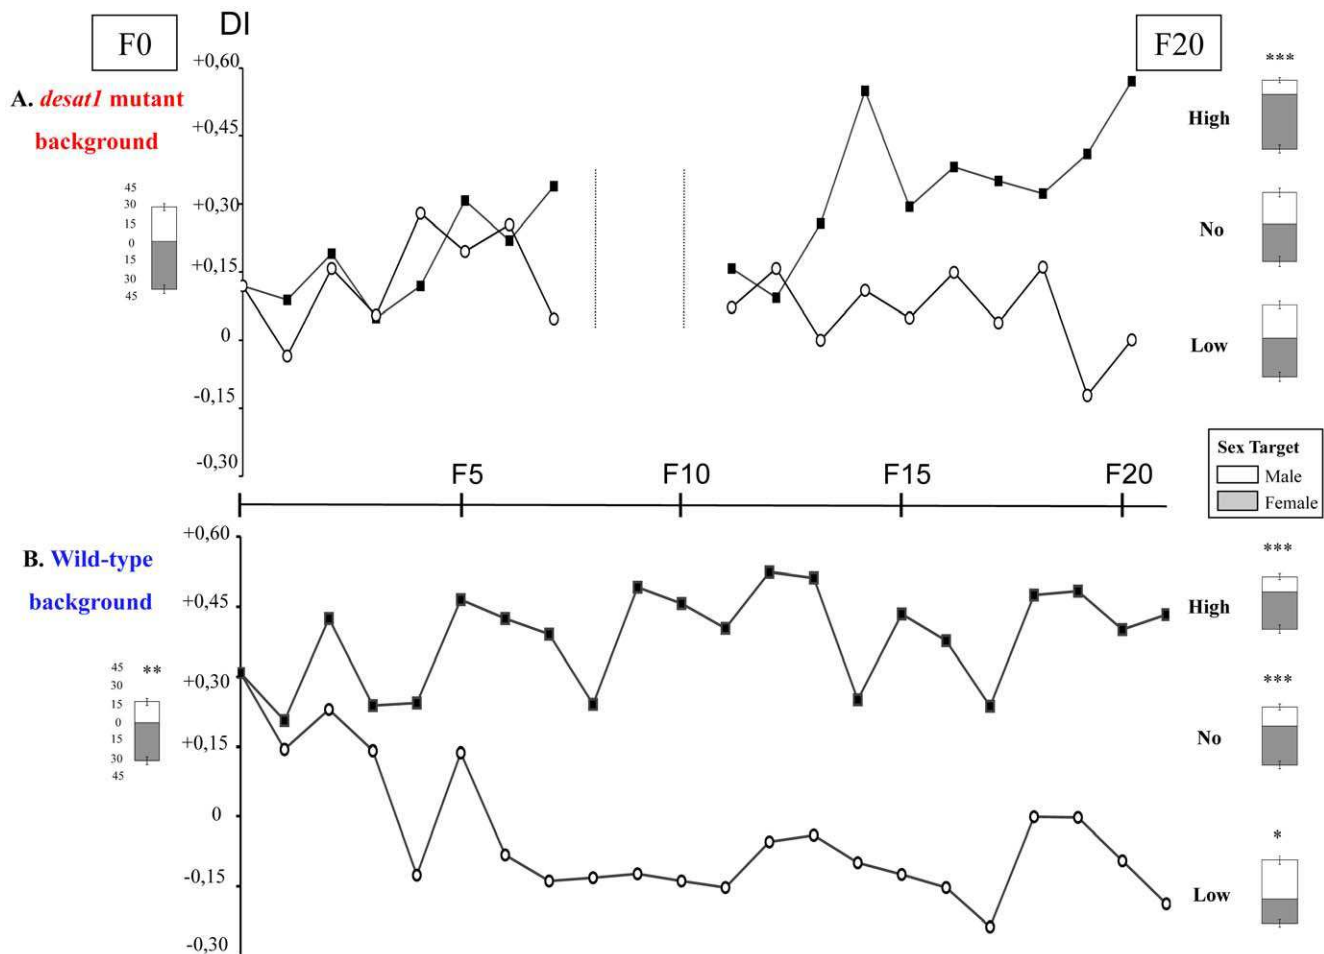 F0
DI
F20
+0,60
***
A. desat1 mutant
background
High
+0,45
45
30
15
0
15
30
45
+0,30
No
+0,15
0
Low
-0,15
-0,30
F5
F10
F15
F20
Sex Target
Male
Female
+0,60
***
B. Wild-type
background
High
+0,45
45
30
15
0
15
30
45
**
+0,30
***
No
+0,15
0
*
-0,15
Low
-0,30